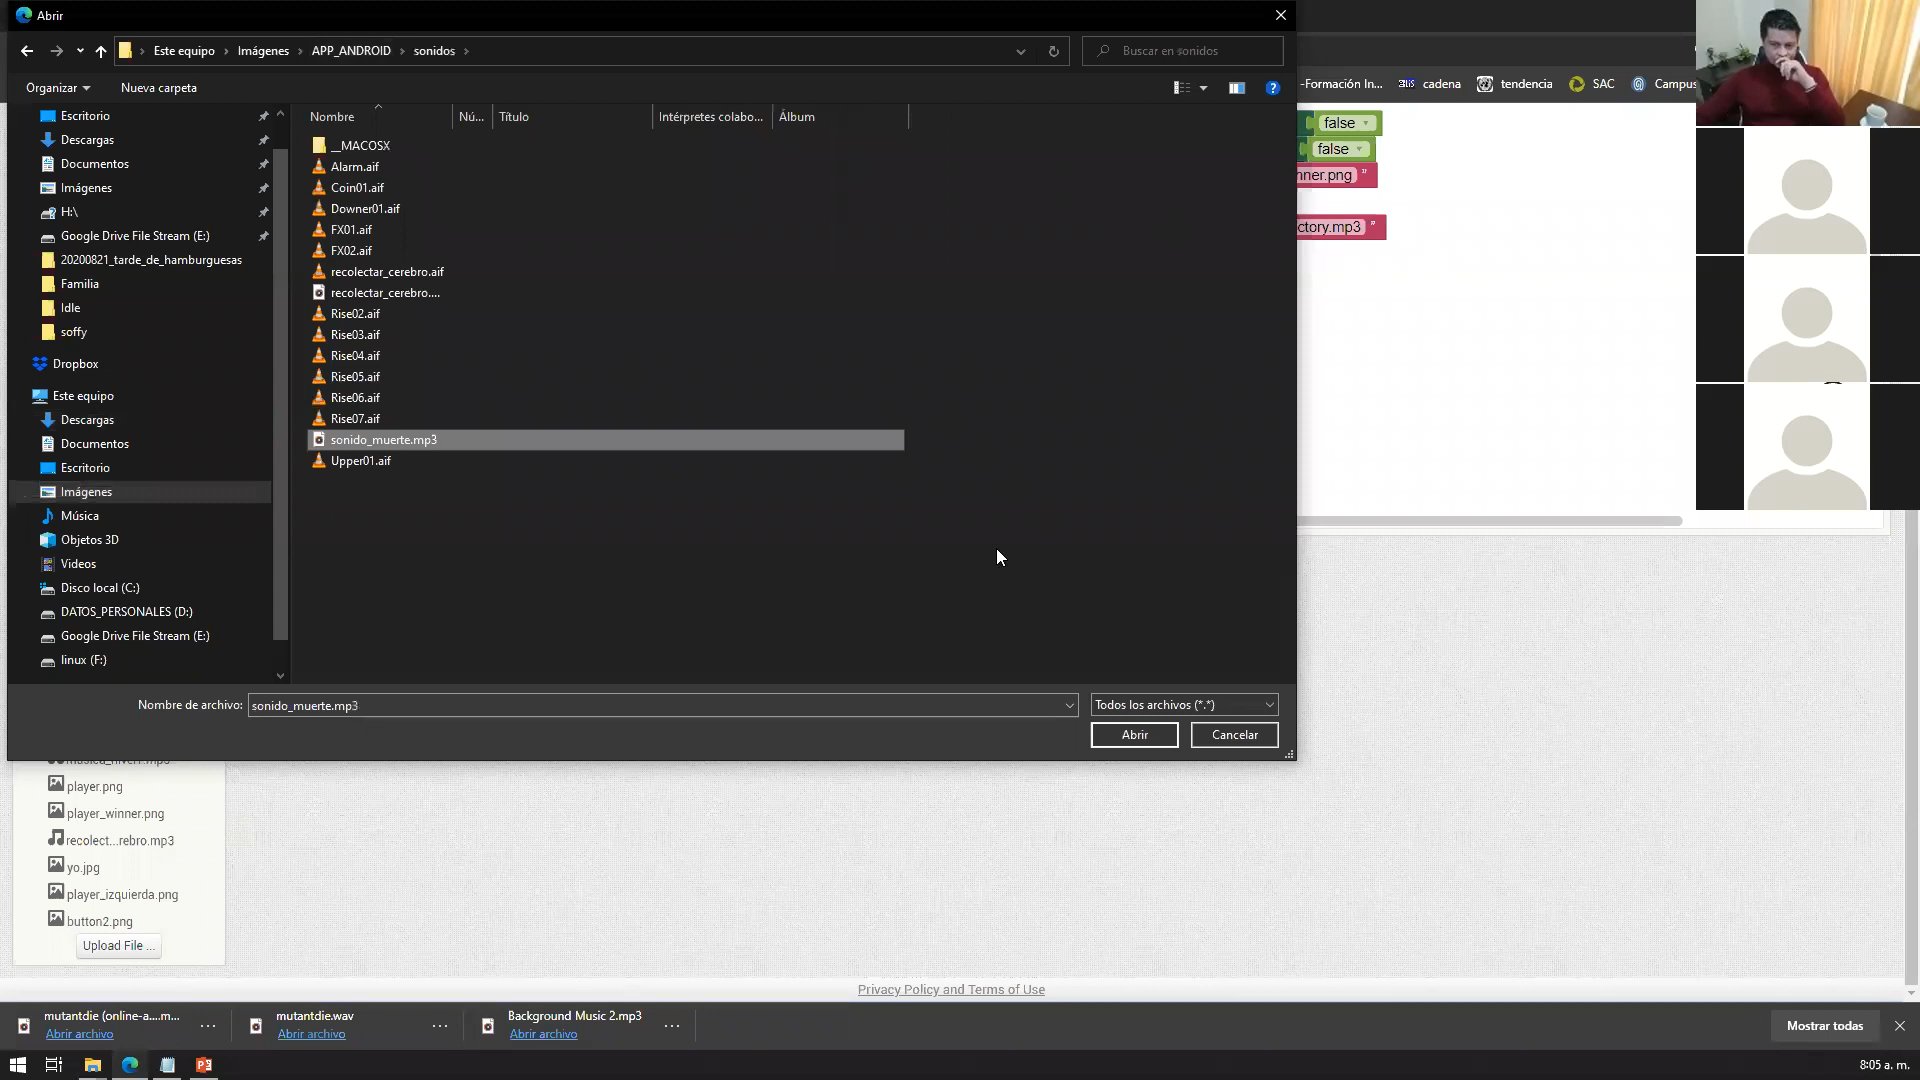 Abrir
Este equipo
Imágenes
APP_ANDROID
sonidos
Buscar en sonidos
Organizar
Nueva carpeta
-Formación In...
cadena
tendencia
SAC
Campus
Escritorio
Descargas
Documentos
Imágenes
H:\
Google Drive File Stream (E:)
20200821_tarde_de_hamburguesas
Familia
Idle
soffy
Dropbox
Este equipo
Descargas
Documentos
Escritorio
Imágenes
Música
Objetos 3D
Videos
Disco local (C:)
DATOS_PERSONALES (D:)
Google Drive File Stream (E:)
linux (F:)
Nombre
Nú...
Título
Intérpretes colabo...
Álbum
__MACOSX
Alarm.aif
Coin01.aif
Downer01.aif
FX01.aif
FX02.aif
recolectar_cerebro.aif
recolectar_cerebro....
Rise02.aif
Rise03.aif
Rise04.aif
Rise05.aif
Rise06.aif
Rise07.aif
sonido_muerte.mp3
Upper01.aif
false
false
nner.png "
ctory.mp3 "
Nombre de archivo:
sonido_muerte.mp3
Todos los archivos (*.*)
Abrir
Cancelar
player.png
player_winner.png
recolect...rebro.mp3
yo.jpg
player_izquierda.png
button2.png
Upload File ...
Privacy Policy and Terms of Use
mutantdie (online-a....m...
Abrir archivo
mutantdie.wav
Abrir archivo
Background Music 2.mp3
Abrir archivo
Mostrar todas
8:05 a. m.